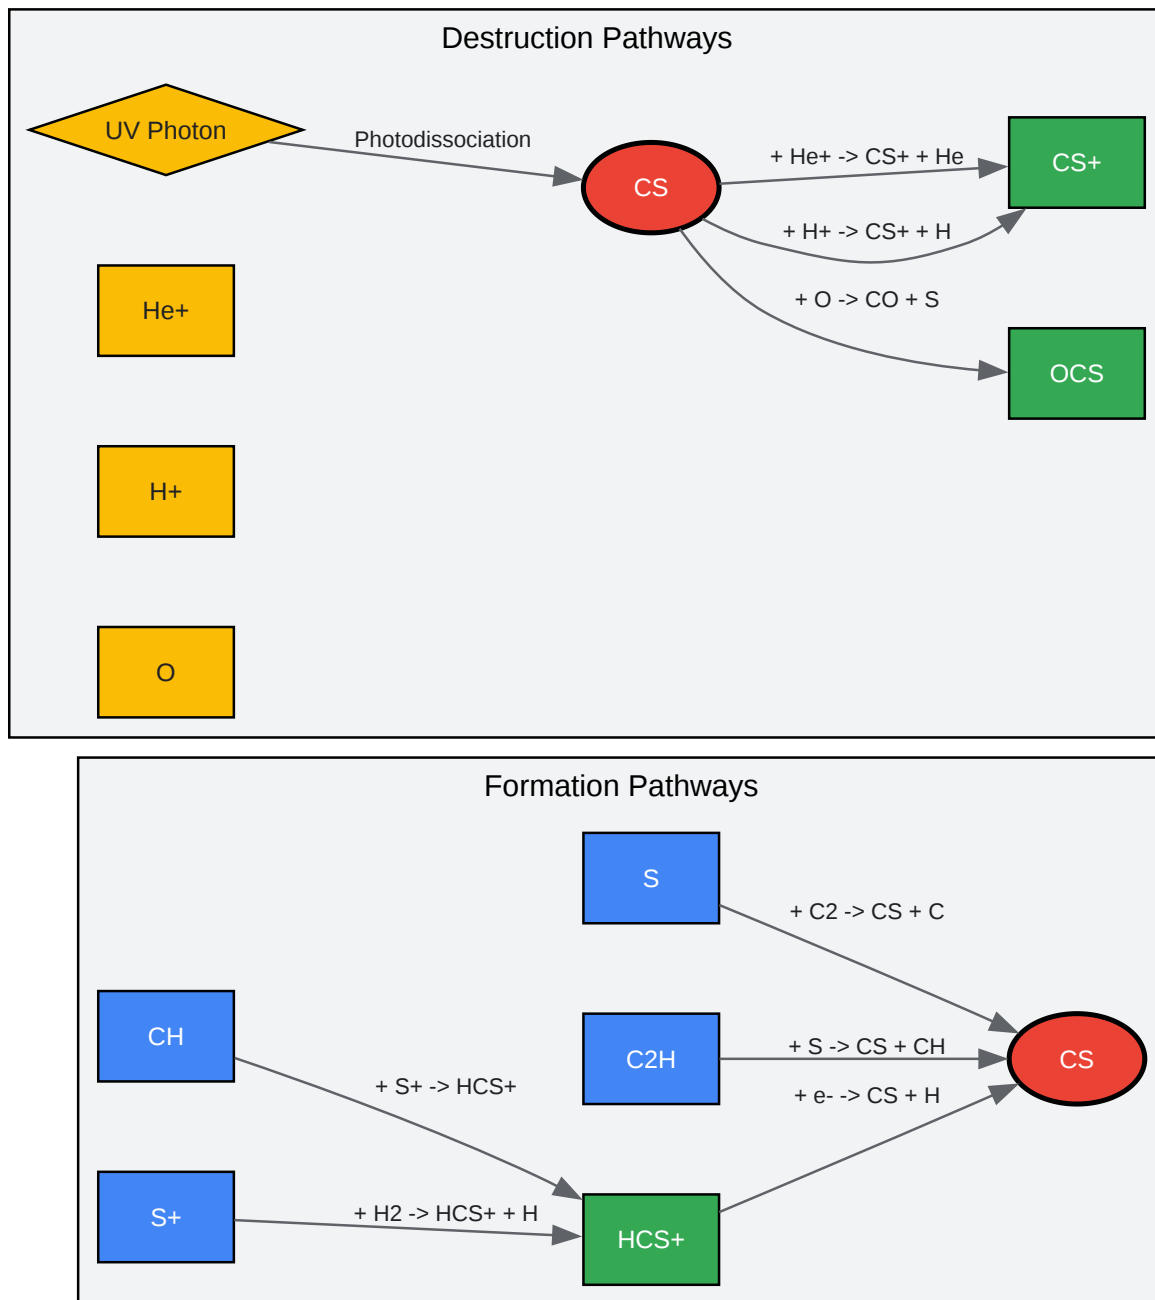 Destruction Pathways
UV Photon
Photodissociation
CS
+ He+ -> CS+ + He
CS+
+ H+ -> CS+ + H
He+
+ O -> CO + S
OCS
H+
O
Formation Pathways
S
+ C2 -> CS + C
CH
C2H
+ S -> CS + CH
CS
+ S+ -> HCS+
+ e- -> CS + H
S+
+ H2 -> HCS+ + H
HCS+